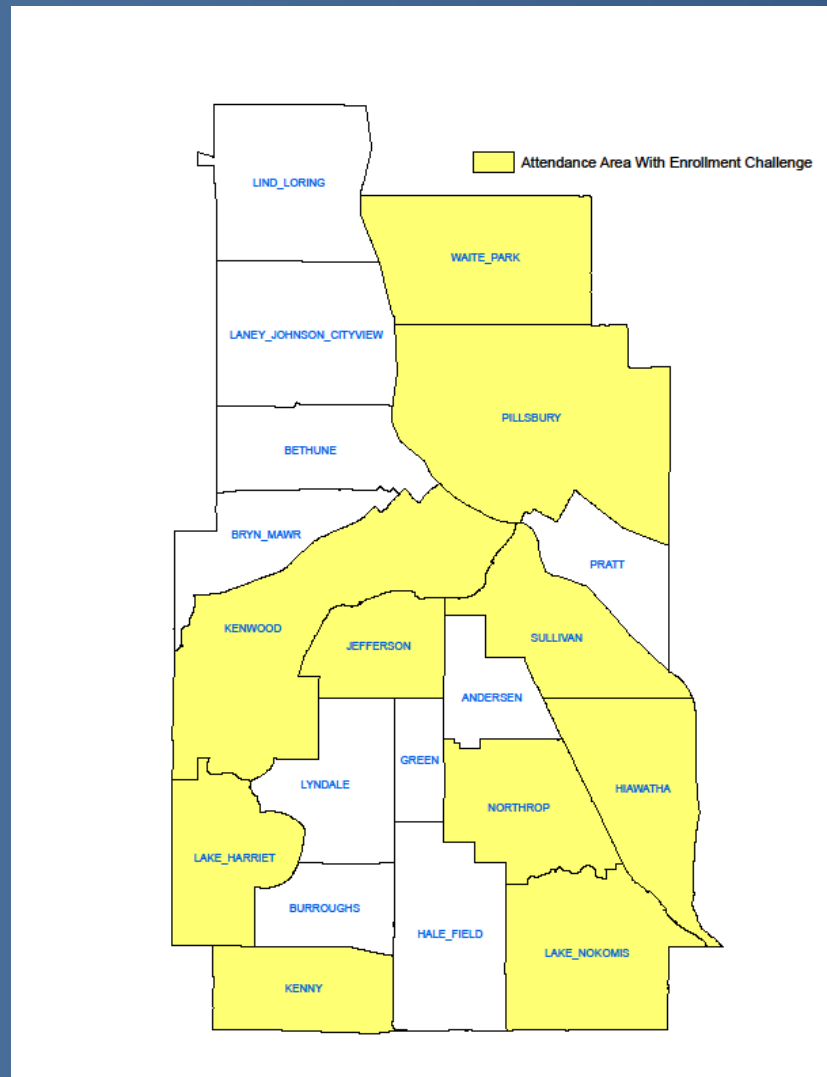 LIND_LORING
Attendance Area With Enrollment Challenge
WAITE_PARK
LANEY_JOHNSON_CITYVIEW
PILLSBURY
BETHUNE
BRYN_MAWR
PRATT
KENWOOD
SULLIVAN
JEFFERSON
ANDERSEN
GREEN
LYNDALE
HIAWATHA
NORTHROP
LAKE_HARRIET
BURROUGHS
HALE_FIELD
LAKE_NOKOMIS
KENNY